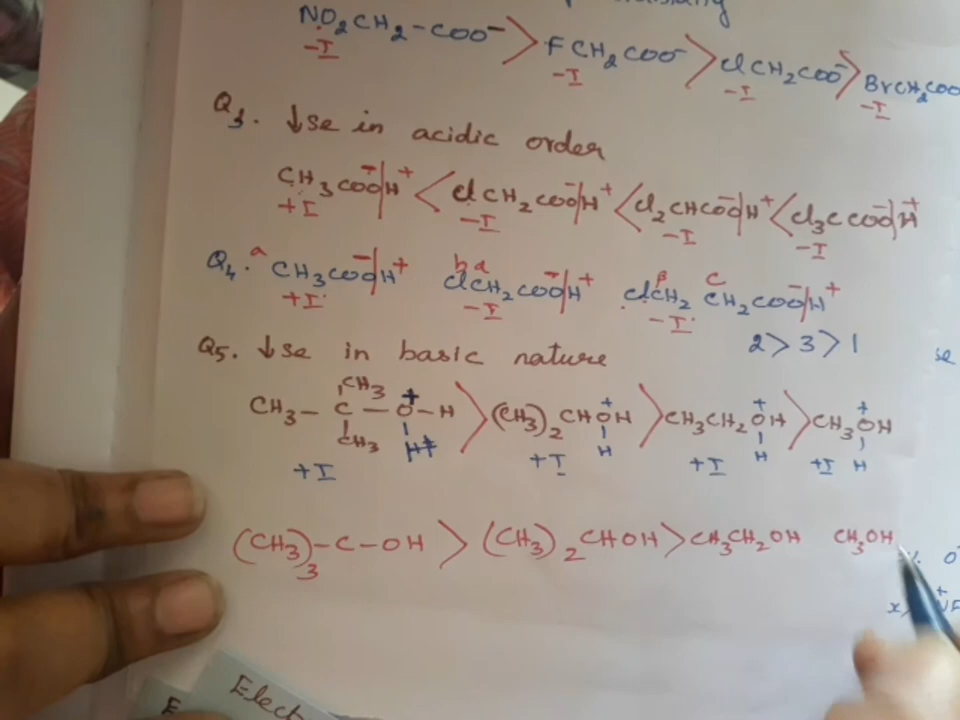 NO₂CH₂-COO⁻ > FCH₂COO⁻ > ClCH₂COO⁻ > BrCH₂COO
-I -I -I -I
Q3. ↓se in acidic order
CH₃COO⁻|H⁺ < ClCH₂COO⁻|H⁺ < Cl₂CHCOO⁻|H⁺ < Cl₃CCOO⁻|H⁺
+I -I -I -I
Q4. a CH₃COO⁻|H⁺ b α ClCH₂COO⁻|H⁺ β ClCH₂ C CH₂COO⁻|H⁺
+I -I -I
2 > 3 > 1
Q5. ↓se in basic nature
se
CH₃
CH₃-C-O⁺-H > (CH₃)₂CHO⁺H > CH₃CH₂O⁺H > CH₃O⁺H
CH₃ H⁺ H H H
+I +I +I +I
(CH₃)₃-C-OH > (CH₃)₂CHOH > CH₃CH₂OH CH₃OH
Elect